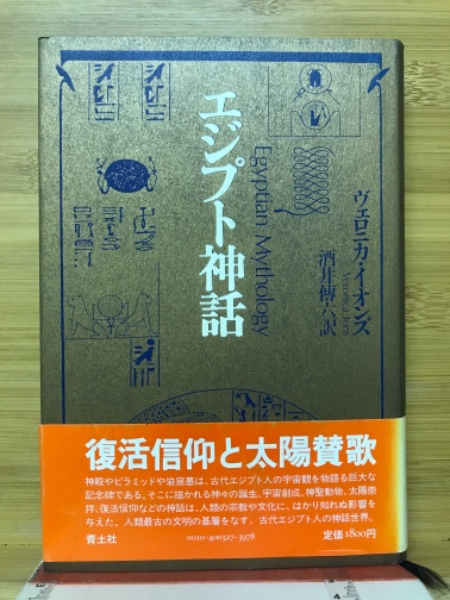 エジプト神話
Egyptian Mythology
ヴェロニカ・イオンズ
Veronica Ions
酒井傳六訳
復活信仰と太陽賛歌
神殿やピラミッドや岩窟墓は、古代エジプト人の宇宙観を物語る巨大な
記念碑である。そこに描かれる神々の誕生、宇宙創成、神聖動物、太陽崇
拝、復活信仰などの神話は、人類の宗教や文化に、はかり知れぬ影響を
与えた。人類最古の文明の基層をなす、古代エジプト人の神話世界。
青土社
0010-400327-3978
定価1800円